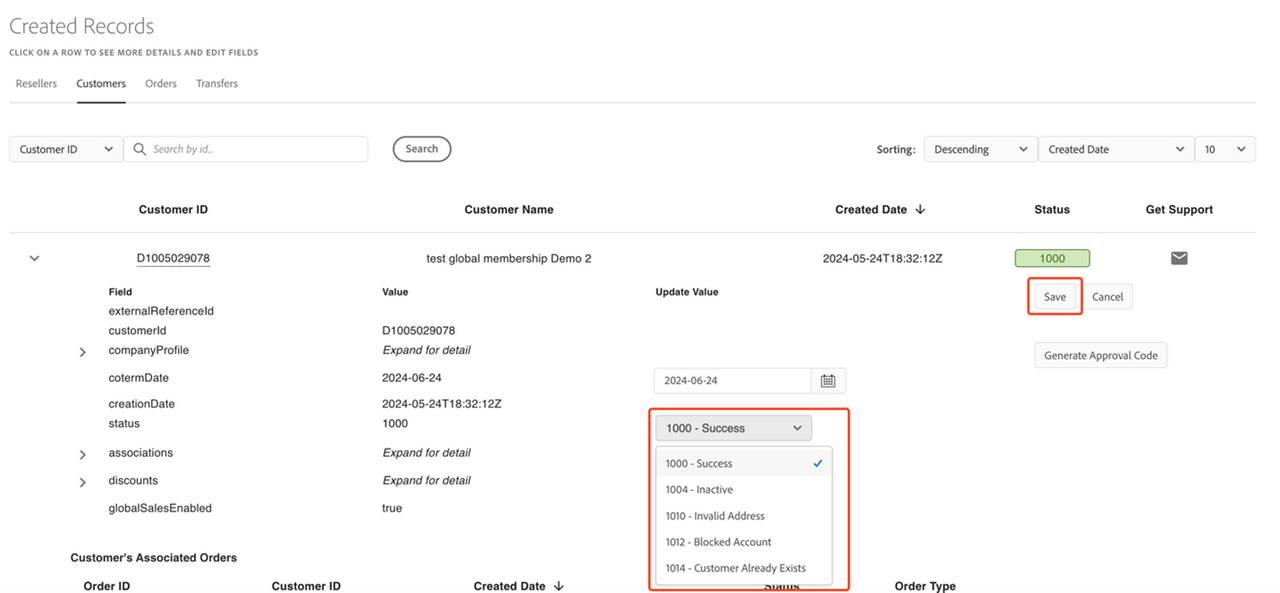 Created Records
CLICK ON A ROW TO SEE MORE DETAILS AND EDIT FIELDS
Resellers Customers Orders Transfers
Customer ID Search by id... Search Sorting: Descending Created Date 10
Customer ID Customer Name Created Date Status Get Support
D1005029078 test global membership Demo 2 2024-05-24T18:32:12Z 1000
Field Value Update Value Save Cancel
externalReferenceId
customerId D1005029078
companyProfile Expand for detail Generate Approval Code
cotermDate 2024-06-24 2024-06-24
creationDate 2024-05-24T18:32:12Z
status 1000 1000 - Success
associations Expand for detail 1000 - Success
discounts Expand for detail 1004 - Inactive
globalSalesEnabled true 1010 - Invalid Address
1012 - Blocked Account
Customer's Associated Orders 1014 - Customer Already Exists
Order ID Customer ID Created Date Status Order Type